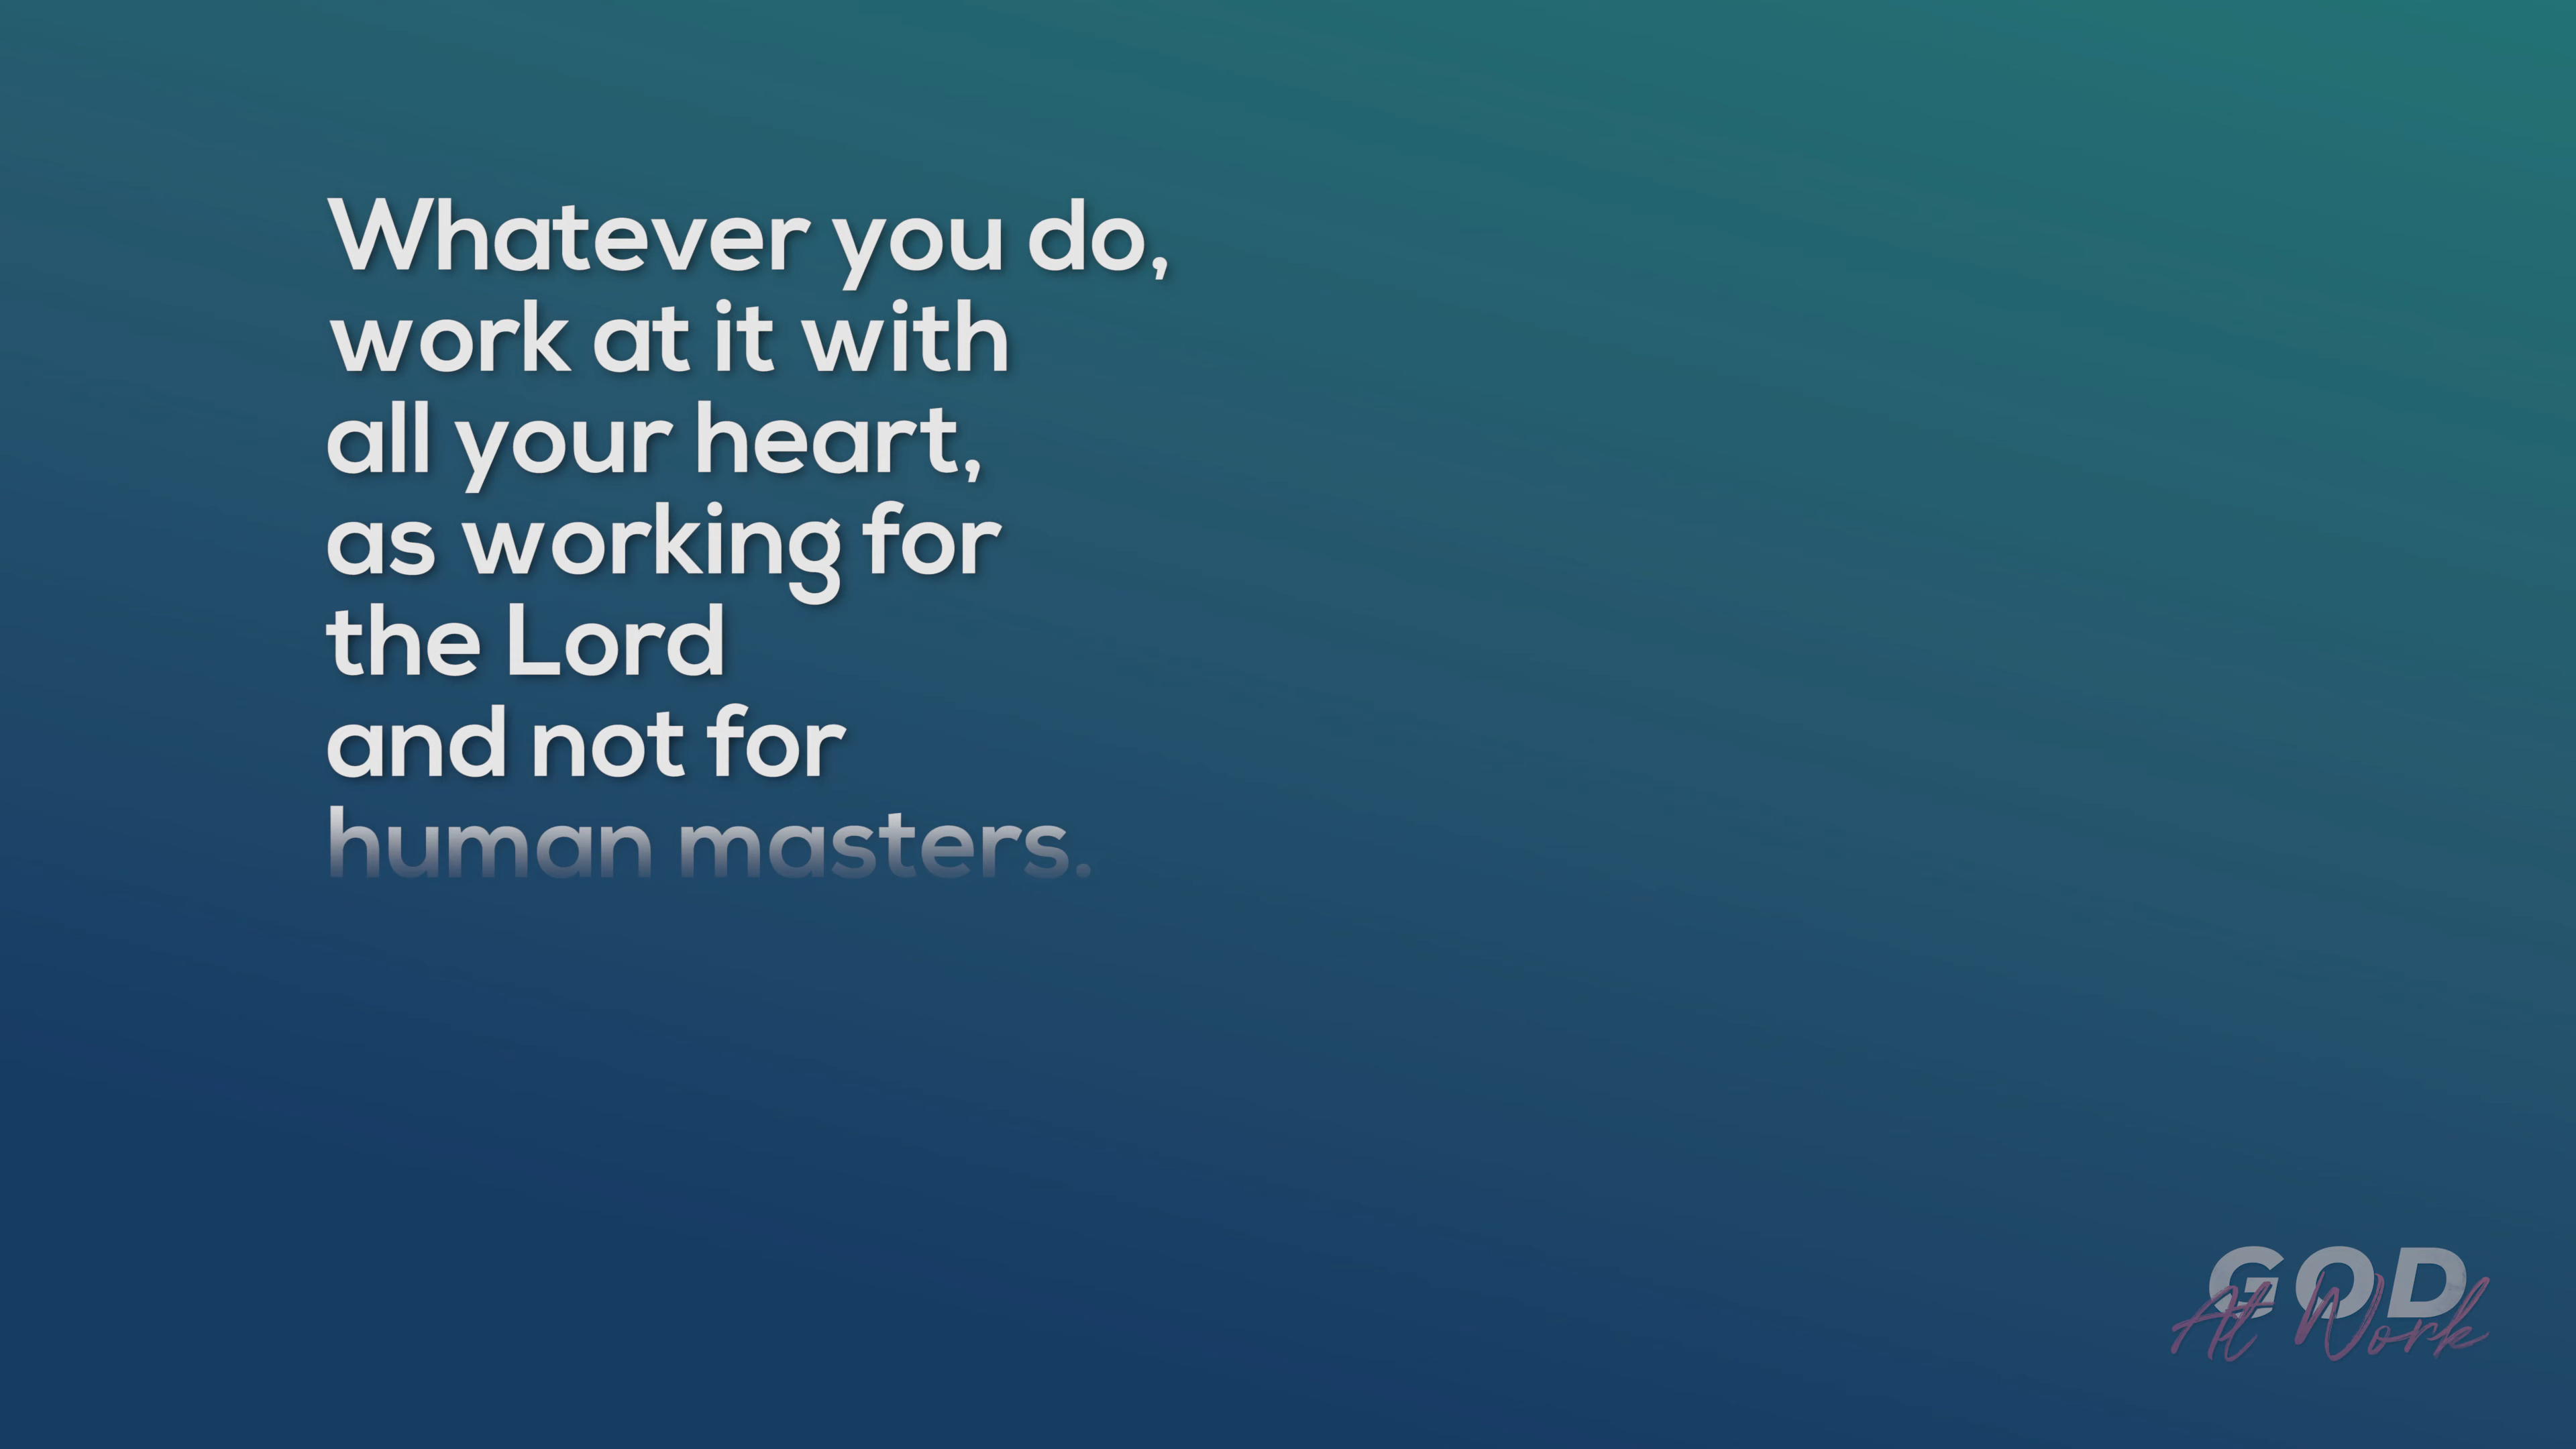 Whatever you do,
work at it with
all your heart,
as working for
the Lord
and not for
human masters.
GOD
At Work